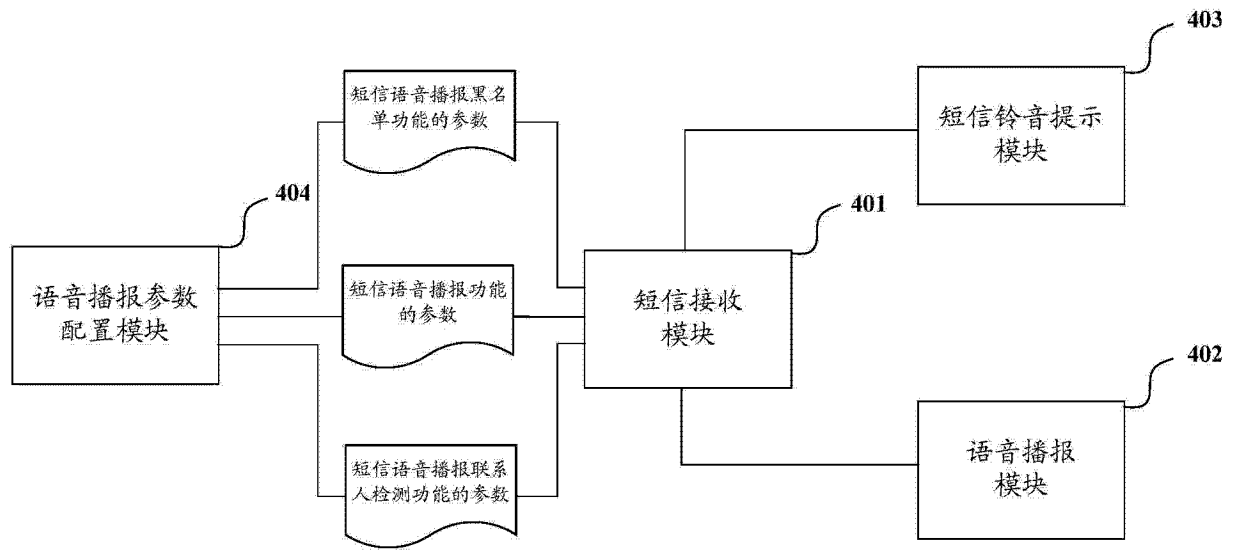 403
短信语音播报黑名
单功能的参数
短信铃音提示
模块
404
401
语音播报参数
配置模块
短信语音播报功能
的参数
短信接收
模块
402
短信语音播报联系
人检测功能的参数
语音播报
模块